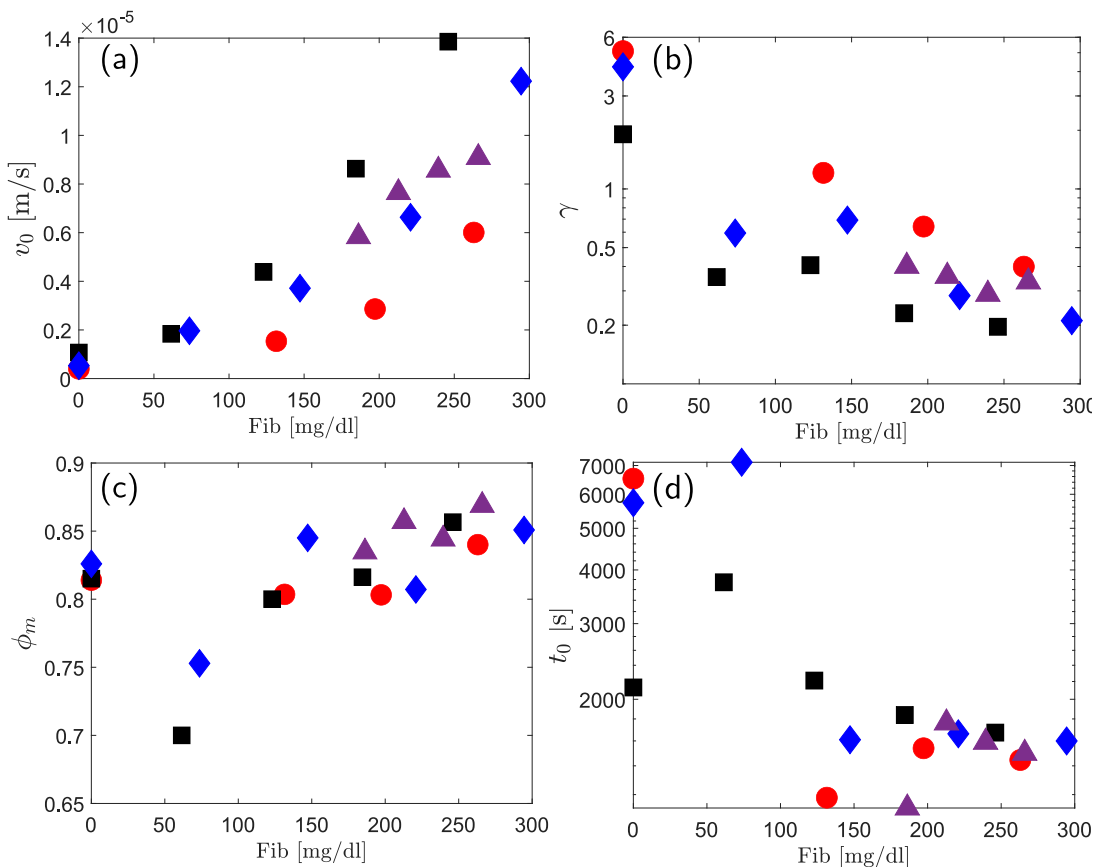 ×10⁻⁵
(a)
1.4
1.2
1
0.8
0.6
0.4
0.2
0
v₀ [m/s]
0 50 100 150 200 250 300
Fib [mg/dl]
(b)
6
3
1
0.5
0.2
γ
0 50 100 150 200 250 300
Fib [mg/dl]
(c)
0.9
0.85
0.8
0.75
0.7
0.65
ϕₘ
0 50 100 150 200 250 300
Fib [mg/dl]
(d)
7000
6000
5000
4000
3000
2000
t₀ [s]
0 50 100 150 200 250 300
Fib [mg/dl]